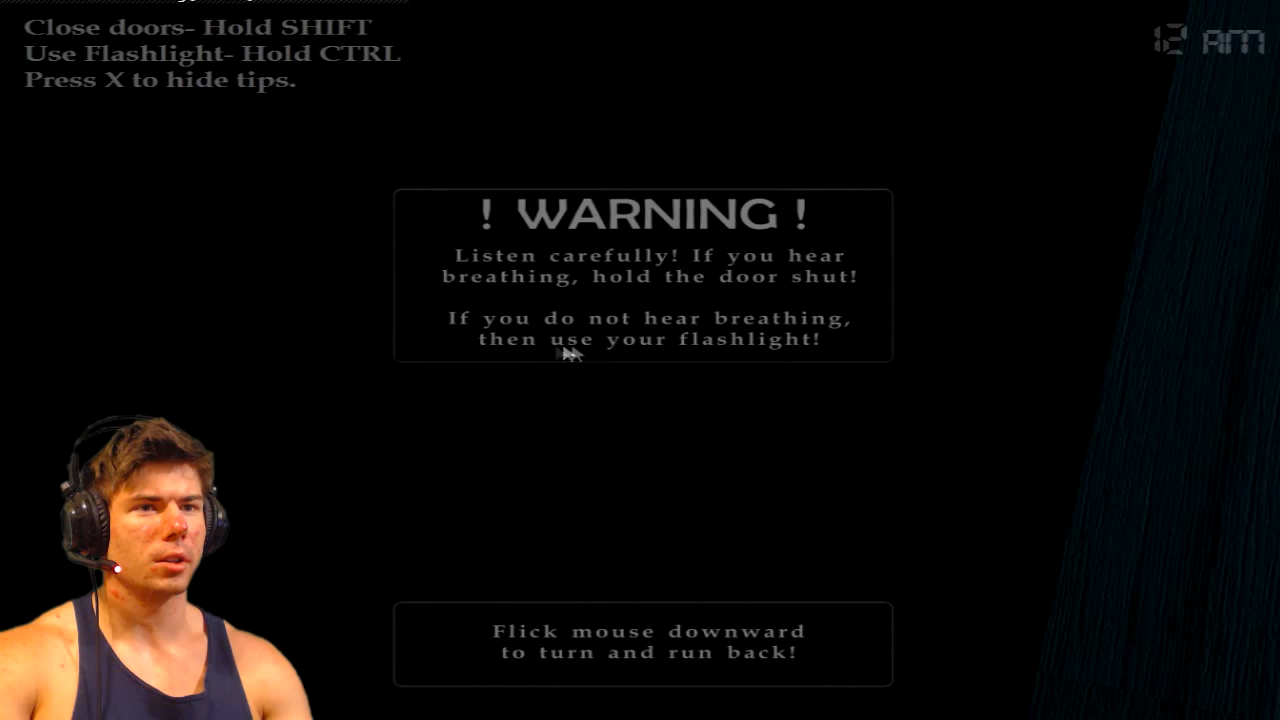 Close doors- Hold SHIFT
Use Flashlight- Hold CTRL
Press X to hide tips.
12 AM
! WARNING !
Listen carefully! If you hear
breathing, hold the door shut!
If you do not hear breathing,
then use your flashlight!
Flick mouse downward
to turn and run back!